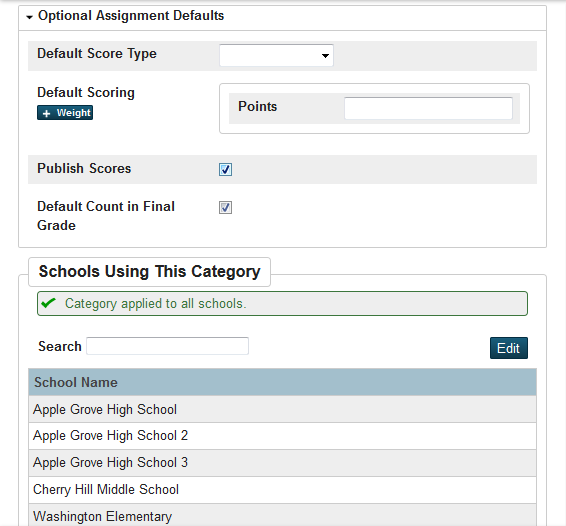 Optional Assignment Defaults
Default Score Type
Default Scoring
+ Weight
Points
Publish Scores
Default Count in Final
Grade
Schools Using This Category
Category applied to all schools.
Search
Edit
School Name
Apple Grove High School
Apple Grove High School 2
Apple Grove High School 3
Cherry Hill Middle School
Washington Elementary